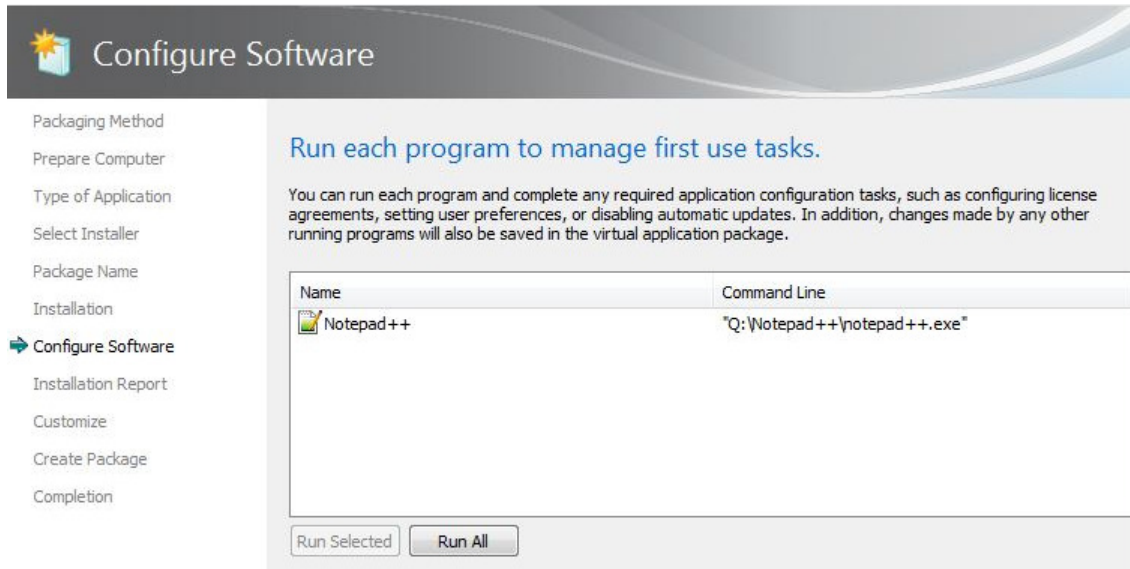 Configure Software
Packaging Method
Prepare Computer
Type of Application
Select Installer
Package Name
Installation
Configure Software
Installation Report
Customize
Create Package
Completion
Run each program to manage first use tasks.
You can run each program and complete any required application configuration tasks, such as configuring license
agreements, setting user preferences, or disabling automatic updates. In addition, changes made by any other
running programs will also be saved in the virtual application package.
Name Command Line
Notepad++ "Q:\Notepad++\notepad++.exe"
Run Selected Run All